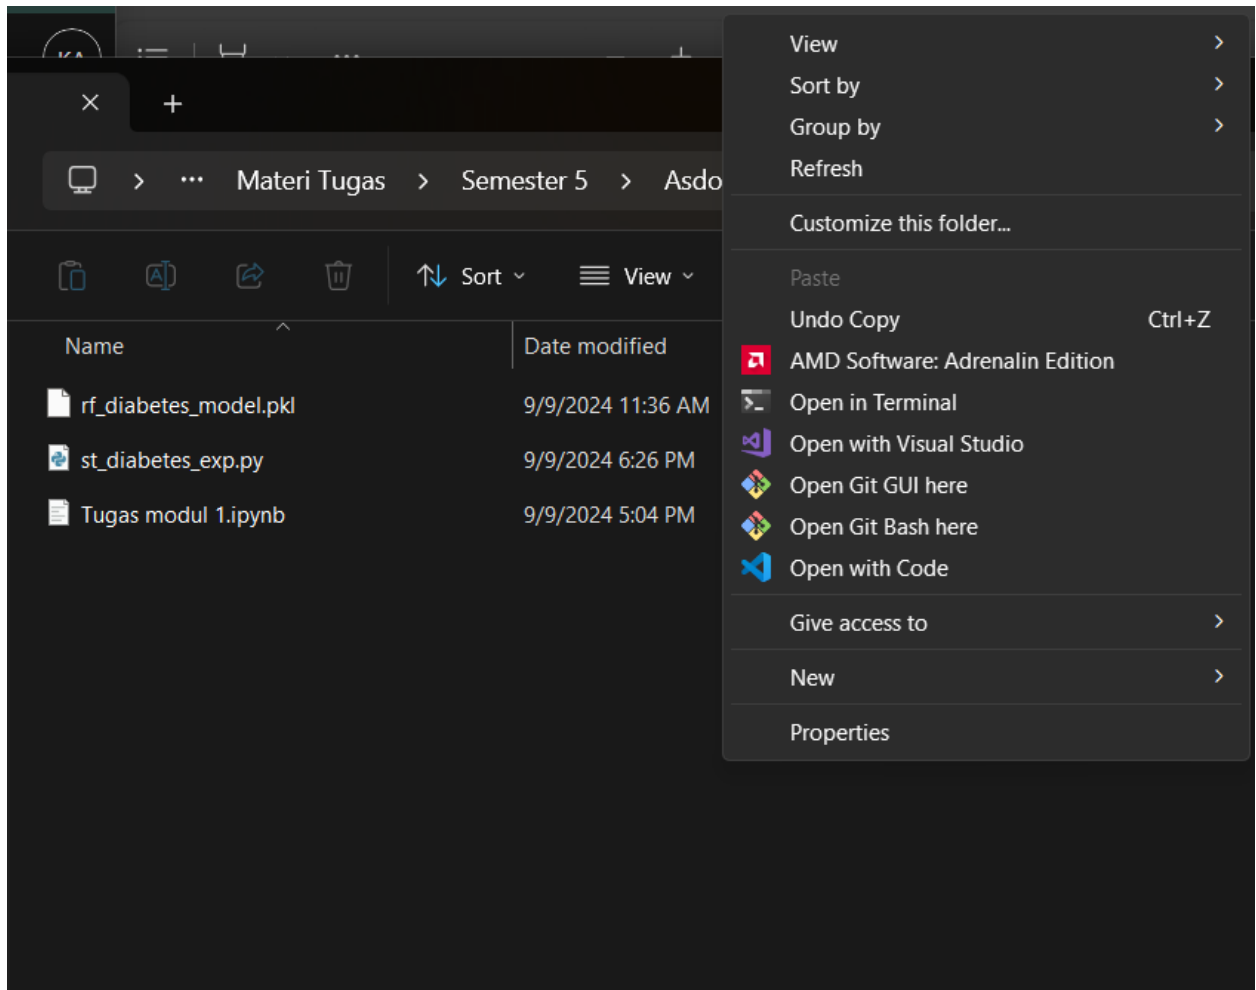 Materi Tugas > Semester 5 > Asdo
Sort
View
Name
Date modified
rf_diabetes_model.pkl
9/9/2024 11:36 AM
st_diabetes_exp.py
9/9/2024 6:26 PM
Tugas modul 1.ipynb
9/9/2024 5:04 PM
View
Sort by
Group by
Refresh
Customize this folder...
Paste
Undo Copy Ctrl+Z
AMD Software: Adrenalin Edition
Open in Terminal
Open with Visual Studio
Open Git GUI here
Open Git Bash here
Open with Code
Give access to
New
Properties